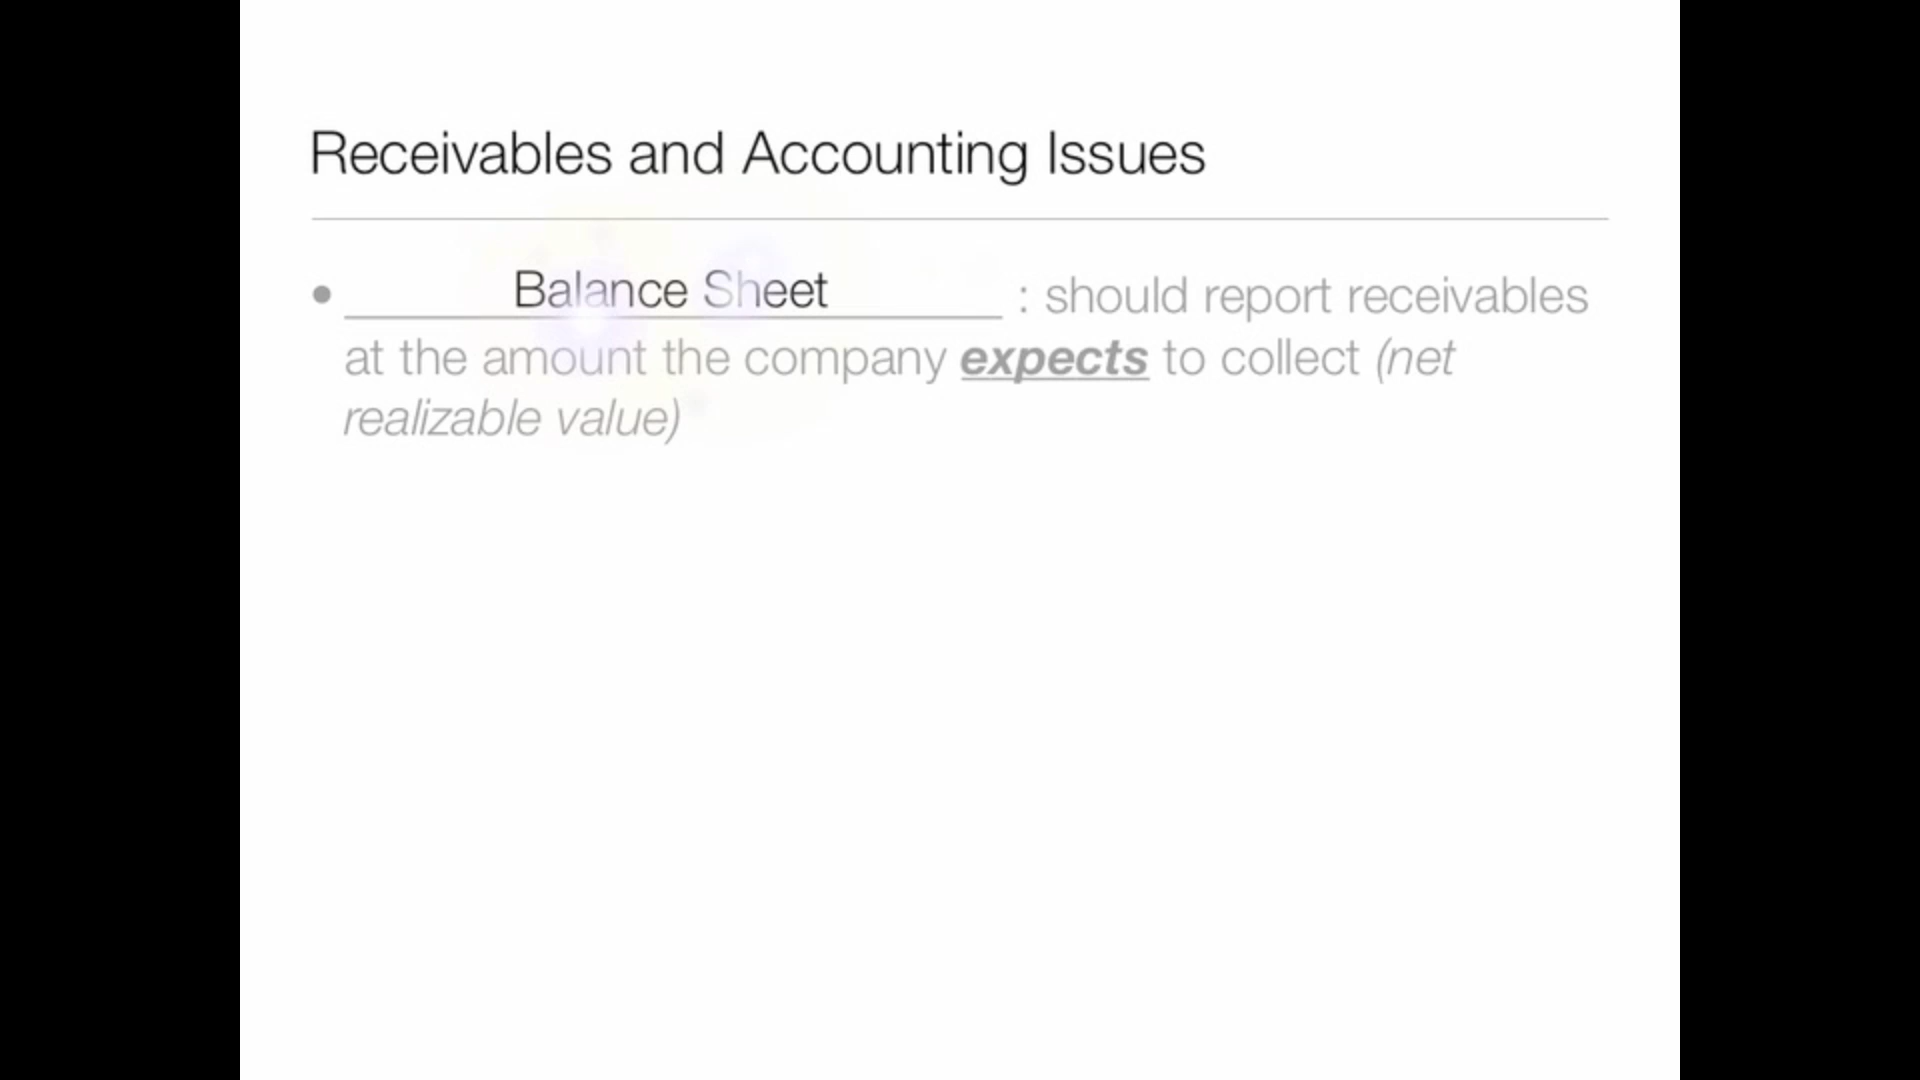 Receivables and Accounting Issues
• Balance Sheet : should report receivables
at the amount the company expects to collect (net
realizable value)